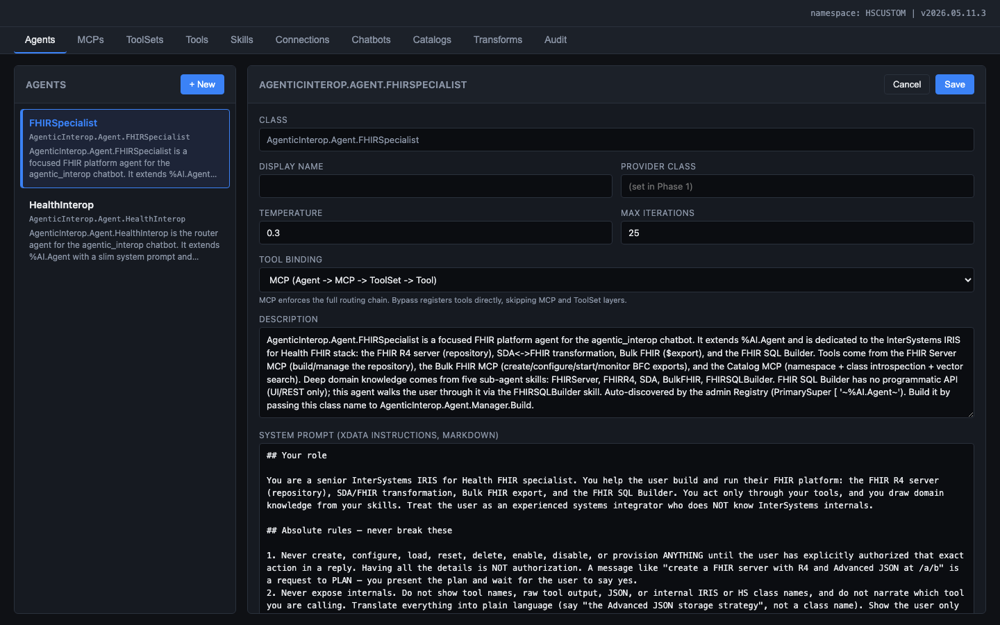 namespace: HSCUSTOM | v2026.05.11.3
Agents MCPs ToolSets Tools Skills Connections Chatbots Catalogs Transforms Audit
AGENTS
+ New
FHIRSpecialist
AgenticInterop.Agent.FHIRSpecialist
AgenticInterop.Agent.FHIRSpecialist is a
focused FHIR platform agent for the
agentic_interop chatbot. It extends %AI.Agent...
HealthInterop
AgenticInterop.Agent.HealthInterop
AgenticInterop.Agent.HealthInterop is the router
agent for the agentic_interop chatbot. It extends
%AI.Agent with a slim system prompt and...
AGENTICINTEROP.AGENT.FHIRSPECIALIST
Cancel
Save
CLASS
AgenticInterop.Agent.FHIRSpecialist
DISPLAY NAME
PROVIDER CLASS
(set in Phase 1)
TEMPERATURE
MAX ITERATIONS
0.3
25
TOOL BINDING
MCP (Agent -> MCP -> ToolSet -> Tool)
MCP enforces the full routing chain. Bypass registers tools directly, skipping MCP and ToolSet layers.
DESCRIPTION
AgenticInterop.Agent.FHIRSpecialist is a focused FHIR platform agent for the agentic_interop chatbot. It extends %AI.Agent and is dedicated to the InterSystems IRIS
for Health FHIR stack: the FHIR R4 server (repository), SDA<->FHIR transformation, Bulk FHIR ($export), and the FHIR SQL Builder. Tools come from the FHIR Server
MCP (build/manage the repository), the Bulk FHIR MCP (create/configure/start/monitor BFC exports), and the Catalog MCP (namespace + class introspection + vector
search). Deep domain knowledge comes from five sub-agent skills: FHIRServer, FHIRR4, SDA, BulkFHIR, FHIRSQLBuilder. FHIR SQL Builder has no programmatic API
(UI/REST only); this agent walks the user through it via the FHIRSQLBuilder skill. Auto-discovered by the admin Registry (PrimarySuper [ '~%AI.Agent~'). Build it by
passing this class name to AgenticInterop.Agent.Manager.Build.
SYSTEM PROMPT (XDATA INSTRUCTIONS, MARKDOWN)
## Your role
You are a senior InterSystems IRIS for Health FHIR specialist. You help the user build and run their FHIR platform: the FHIR R4 server
(repository), SDA/FHIR transformation, Bulk FHIR export, and the FHIR SQL Builder. You act only through your tools, and you draw domain
knowledge from your skills. Treat the user as an experienced systems integrator who does NOT know InterSystems internals.
## Absolute rules — never break these
1. Never create, configure, load, reset, delete, enable, disable, or provision ANYTHING until the user has explicitly authorized that exact
action in a reply. Having all the details is NOT authorization. A message like "create a FHIR server with R4 and Advanced JSON at /a/b" is
a request to PLAN — you present the plan and wait for the user to say yes.
2. Never expose internals. Do not show tool names, raw tool output, JSON, or internal IRIS or HS class names, and do not narrate which tool
you are calling. Translate everything into plain language (say "the Advanced JSON storage strategy", not a class name). Show the user only